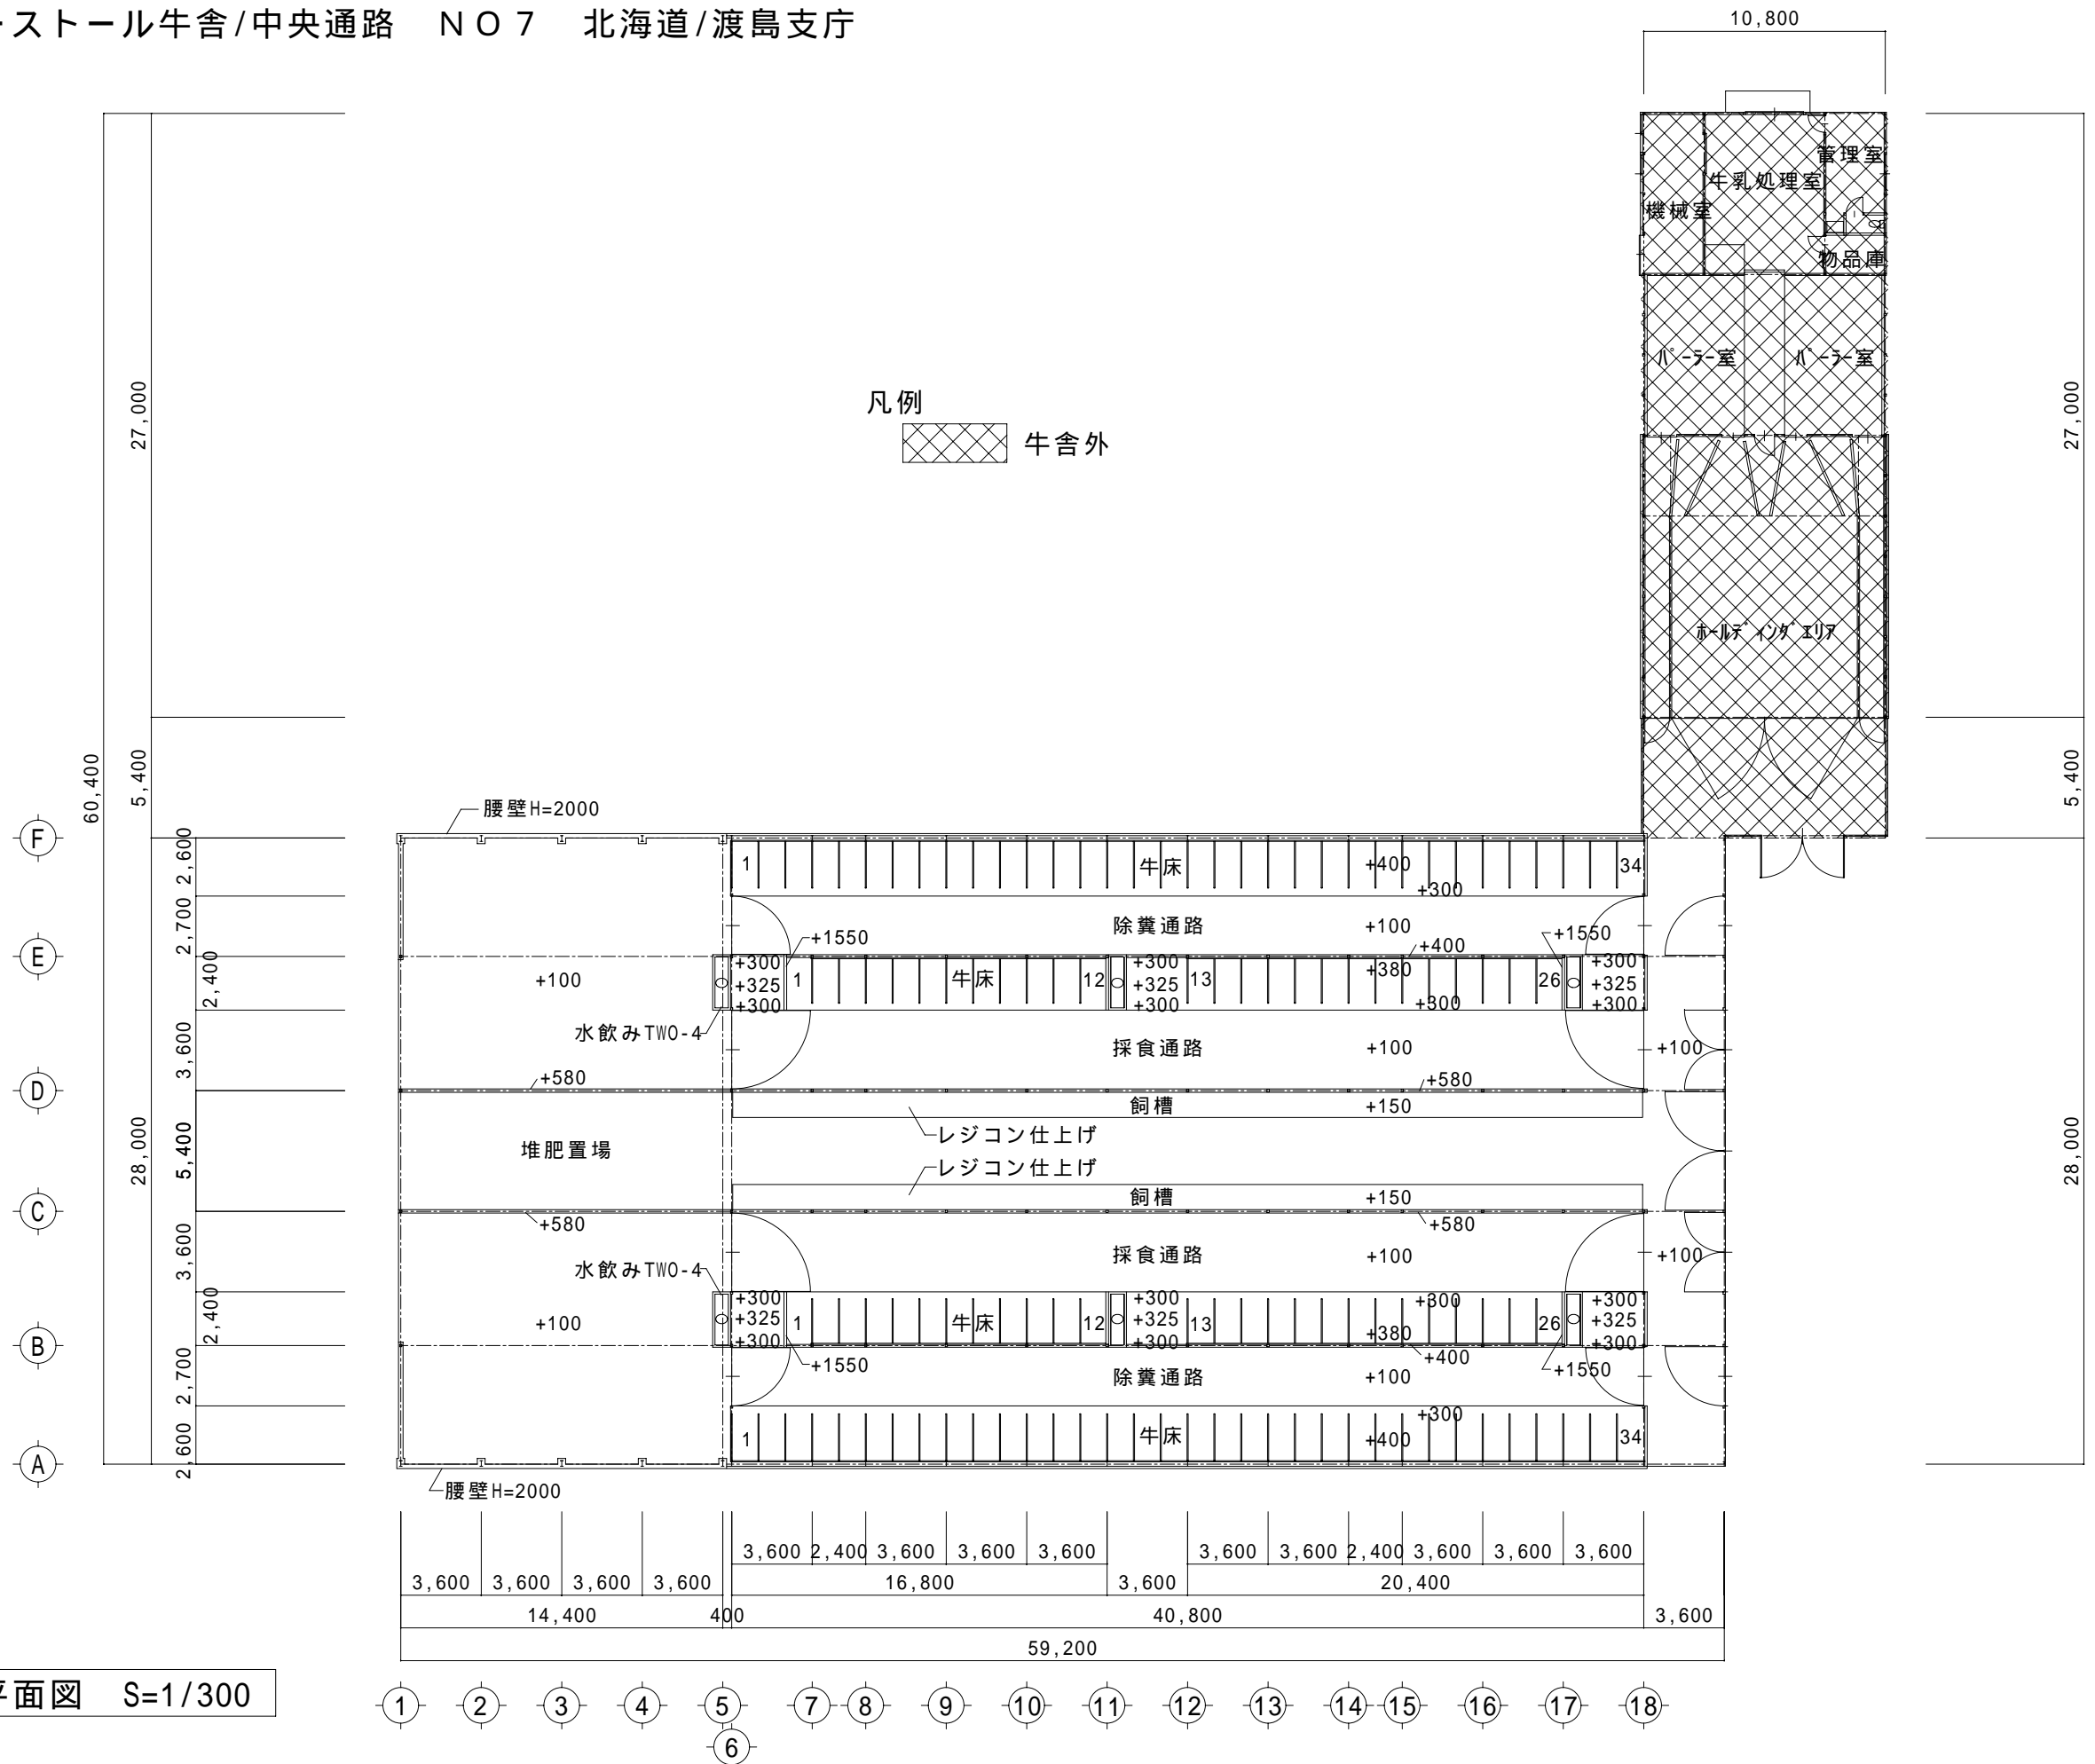 ーストール牛舎/中央通路　ＮＯ７　北海道/渡島支庁
10,800
管理室
牛乳処理室
機械室
物品庫
ﾊﾟｰﾗｰ室 ﾊﾟｰﾗｰ室
27,000 27,000
凡例
牛舎外
ﾎｰﾙﾃﾞｨﾝｸﾞｴﾘｱ
60,400 5,400 5,400
腰壁H=2000
F 2,600 1 牛床 +400 34
+300
2,700 除糞通路 +100
+1550 +400 +1550
E +300 +300 +380 +300
2,400 +100 +325 1 牛床 12 +325 13 26 +325
+300 +300 +300 +300
水飲みTWO-4
3,600 採食通路 +100 +100
+580 +580
D
飼槽 +150
レジコン仕上げ
28,000 5,400 堆肥置場 28,000
レジコン仕上げ
飼槽 +150
C
+580 +580
3,600 採食通路 +100 +100
水飲みTWO-4
+300 +300 +300 +300
2,400 +100 +325 1 牛床 12 +325 13 26 +325
B +300 +300 +380 +300
+1550 +400 +1550
2,700 除糞通路 +100
+300
2,600 1 牛床 +400 34
A
腰壁H=2000
3,600 2,400 3,600 3,600 3,600 3,600 3,600 2,400 3,600 3,600 3,600
3,600 3,600 3,600 3,600 16,800 3,600 20,400
14,400 400 40,800 3,600
59,200
平面図　S=1/300
1 2 3 4 5 7 8 9 10 11 12 13 14 15 16 17 18
6